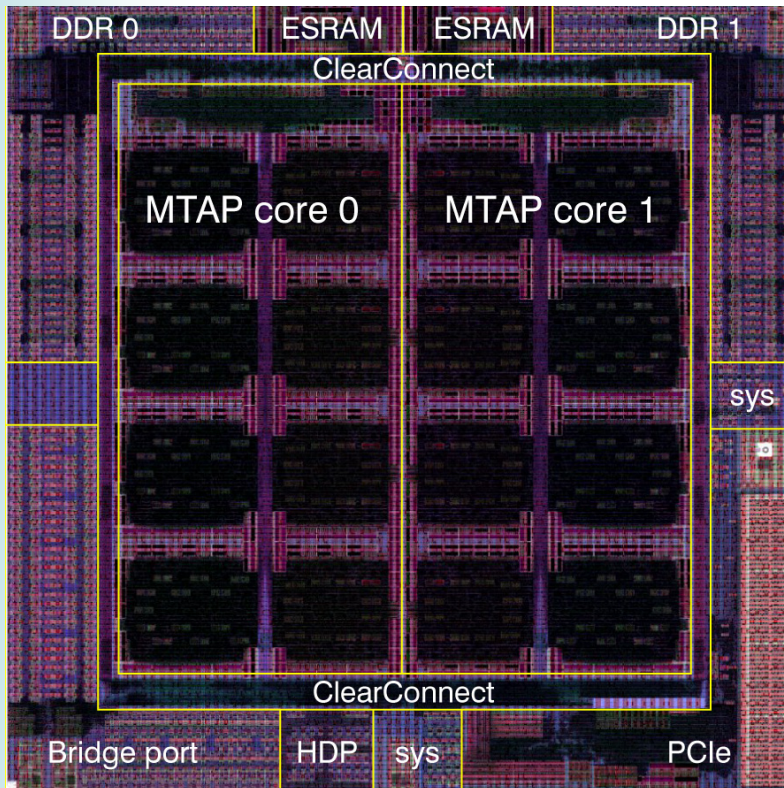 DDR 0
ESRAM
ESRAM
DDR 1
ClearConnect
MTAP core 0
MTAP core 1
sys
ClearConnect
Bridge port
HDP
sys
PCIe